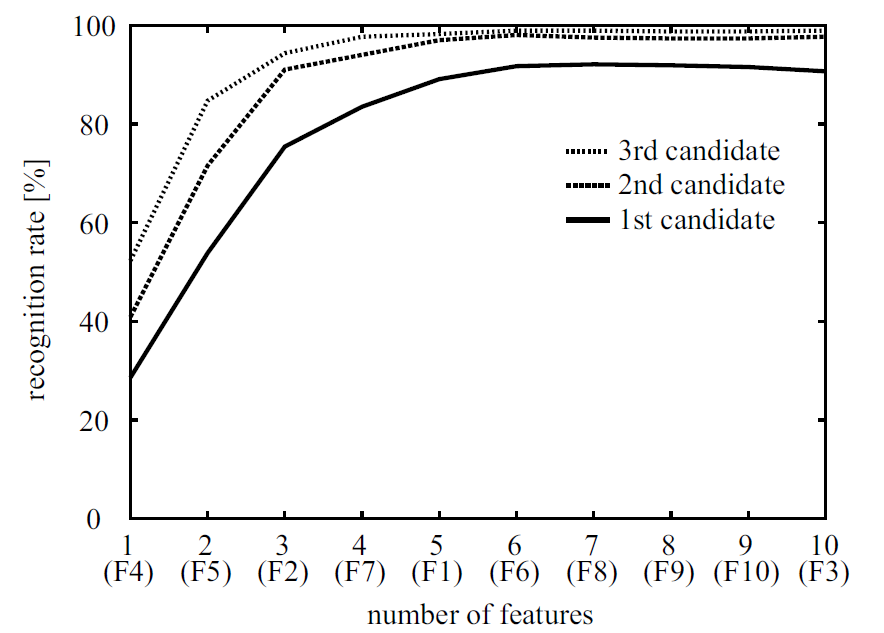 100
80
60
40
20
0
recognition rate [%]
3rd candidate
2nd candidate
1st candidate
1 2 3 4 5 6 7 8 9 10
(F4) (F5) (F2) (F7) (F1) (F6) (F8) (F9) (F10) (F3)
number of features